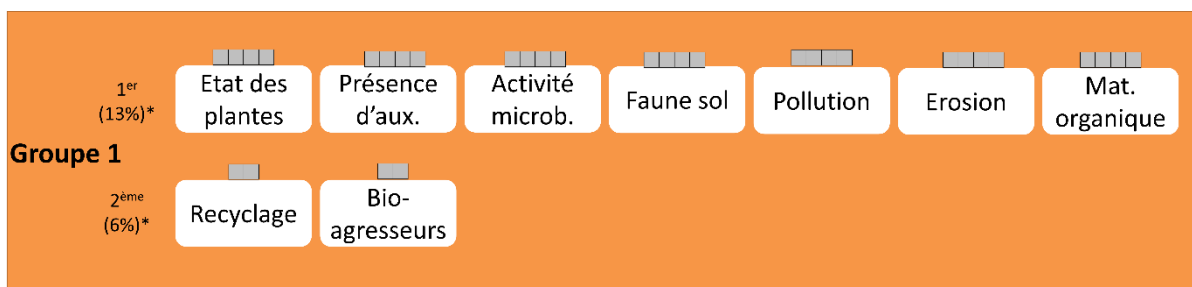 1er
(13%)*
Etat des
plantes
Présence
d'aux.
Activité
microb.
Faune sol
Pollution
Erosion
Mat.
organique
Groupe 1
2ème
(6%)*
Recyclage
Bio-
agresseurs